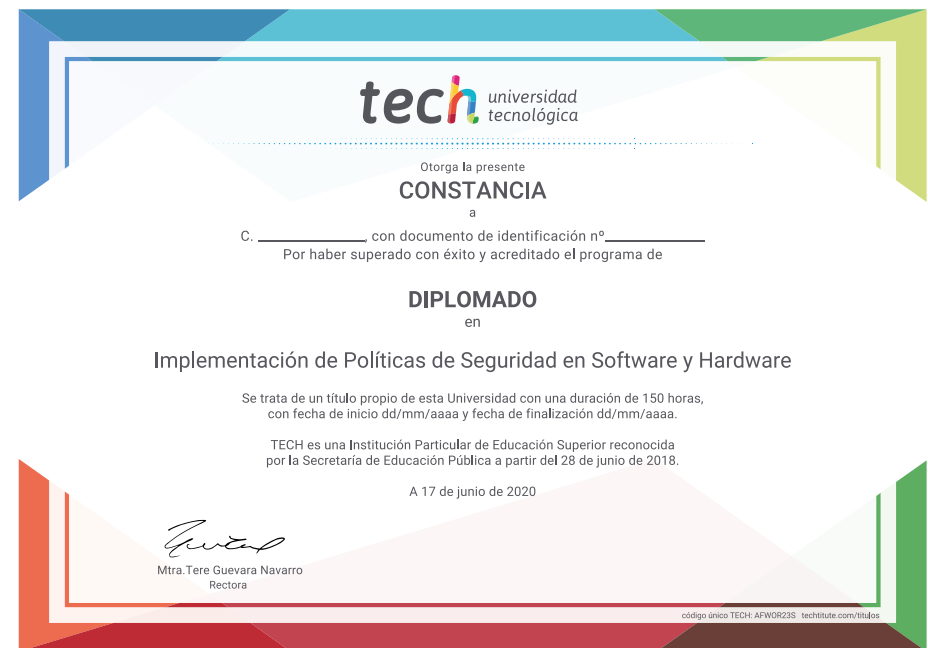 tech universidad
tecnológica
Otorga la presente
CONSTANCIA
a
C. ______________, con documento de identificación nº_____________
Por haber superado con éxito y acreditado el programa de
DIPLOMADO
en
Implementación de Políticas de Seguridad en Software y Hardware
Se trata de un título propio de esta Universidad con una duración de 150 horas,
con fecha de inicio dd/mm/aaaa y fecha de finalización dd/mm/aaaa.
TECH es una Institución Particular de Educación Superior reconocida
por la Secretaría de Educación Pública a partir del 28 de junio de 2018.
A 17 de junio de 2020
Mtra.Tere Guevara Navarro
Rectora
código único TECH: AFWOR23S techtitute.com/titulos